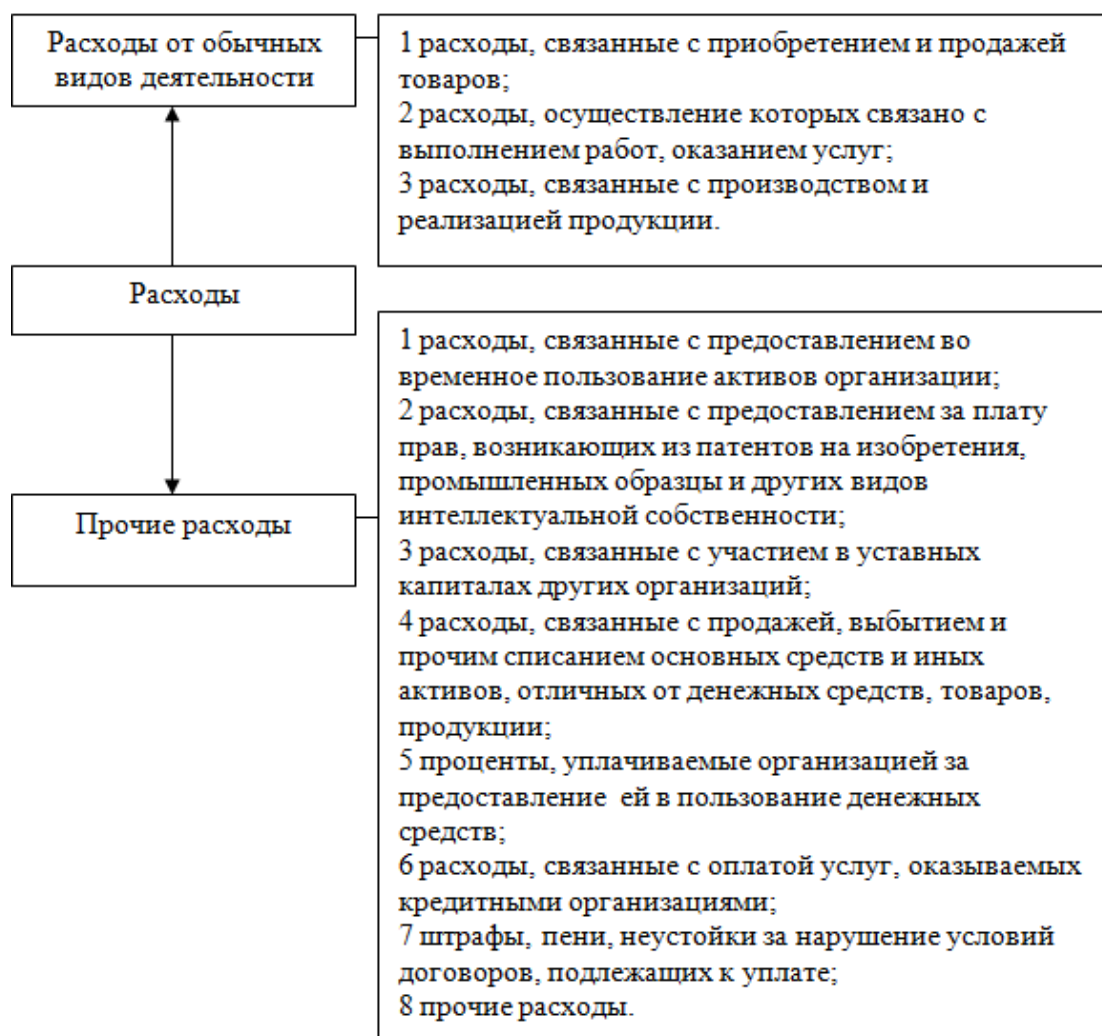 Расходы от обычных
видов деятельности
1 расходы, связанные с приобретением и продажей
товаров;
2 расходы, осуществление которых связано с
выполнением работ, оказанием услуг;
3 расходы, связанные с производством и
реализацией продукции.
Расходы
Прочие расходы
1 расходы, связанные с предоставлением во
временное пользование активов организации;
2 расходы, связанные с предоставлением за плату
прав, возникающих из патентов на изобретения,
промышленных образцы и других видов
интеллектуальной собственности;
3 расходы, связанные с участием в уставных
капиталах других организаций;
4 расходы, связанные с продажей, выбытием и
прочим списанием основных средств и иных
активов, отличных от денежных средств, товаров,
продукции;
5 проценты, уплачиваемые организацией за
предоставление ей в пользование денежных
средств;
6 расходы, связанные с оплатой услуг, оказываемых
кредитными организациями;
7 штрафы, пени, неустойки за нарушение условий
договоров, подлежащих к уплате;
8 прочие расходы.